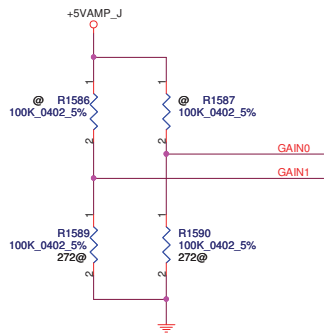 +5VAMP_J
1
1
@ R1586
100K_0402_5%
@ R1587
100K_0402_5%
2
2
GAIN0
GAIN1
1
1
R1589
100K_0402_5%
272@
R1590
100K_0402_5%
272@
2
2